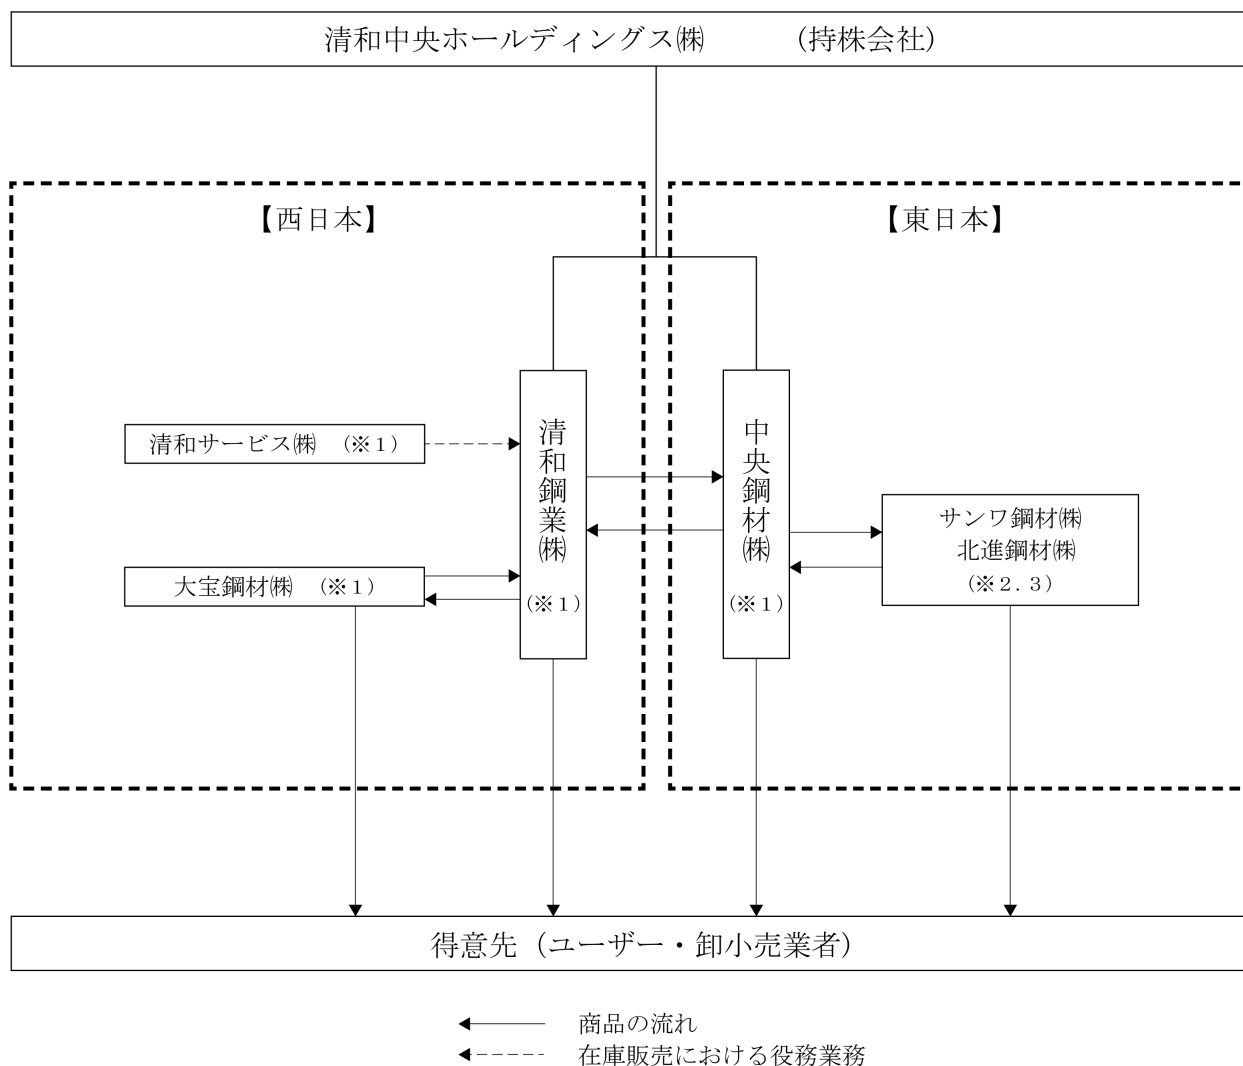 清和中央ホールディングス㈱　　　（持株会社）
【西日本】
【東日本】
清和サービス㈱　（※１）
大宝鋼材㈱　（※１）
清和鋼業㈱
（※１）
中央鋼材㈱
（※１）
サンワ鋼材㈱
北進鋼材㈱
（※２.３）
得意先（ユーザー・卸小売業者）
商品の流れ
在庫販売における役務業務